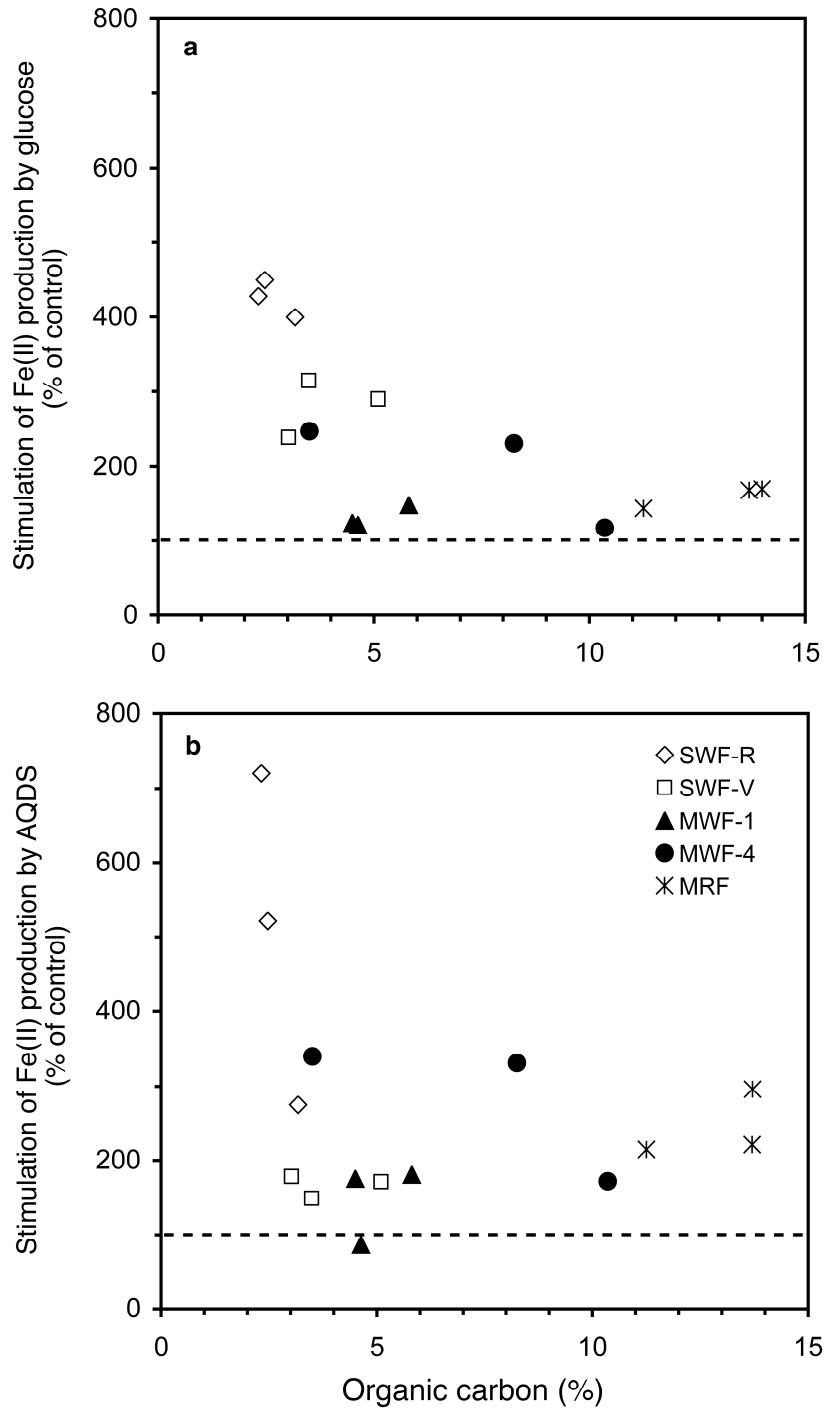 800
a
600
400
200
0
0 5 10 15
Stimulation of Fe(II) production by glucose
(% of control)
800
b
SWF-R
SWF-V
MWF-1
MWF-4
MRF
600
400
200
0
0 5 10 15
Stimulation of Fe(II) production by AQDS
(% of control)
Organic carbon (%)